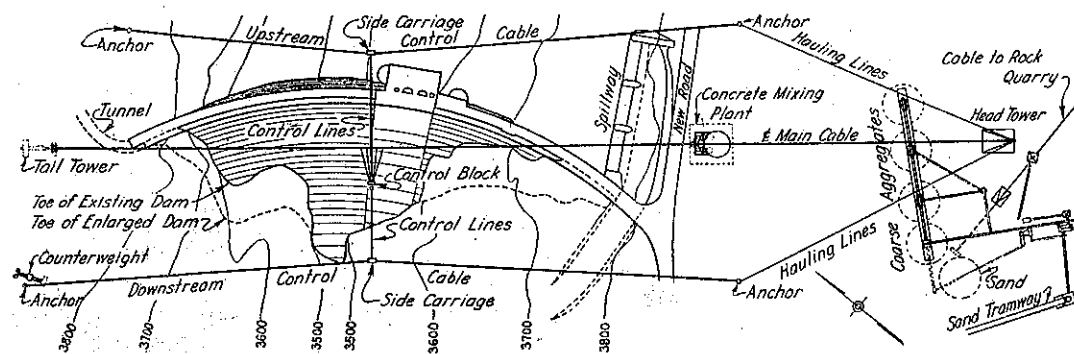 Anchor
Upstream
Side Carriage
Control
Cable
Anchor
Hauling Lines
Cable to Rock
Quarry
Tunnel
Control Lines
Spillway
New Road
Concrete Mixing
Plant
℄ Main Cable
Head Tower
Aggregates
Tail Tower
Control Block
Toe of Existing Dam
Toe of Enlarged Dam
Control Lines
Coarse
Counterweight
Anchor
Downstream
Control
Cable
Side Carriage
Hauling Lines
Anchor
Sand
Sand Tramway
3800
3700
3600
3500
3500
3600
3700
3800